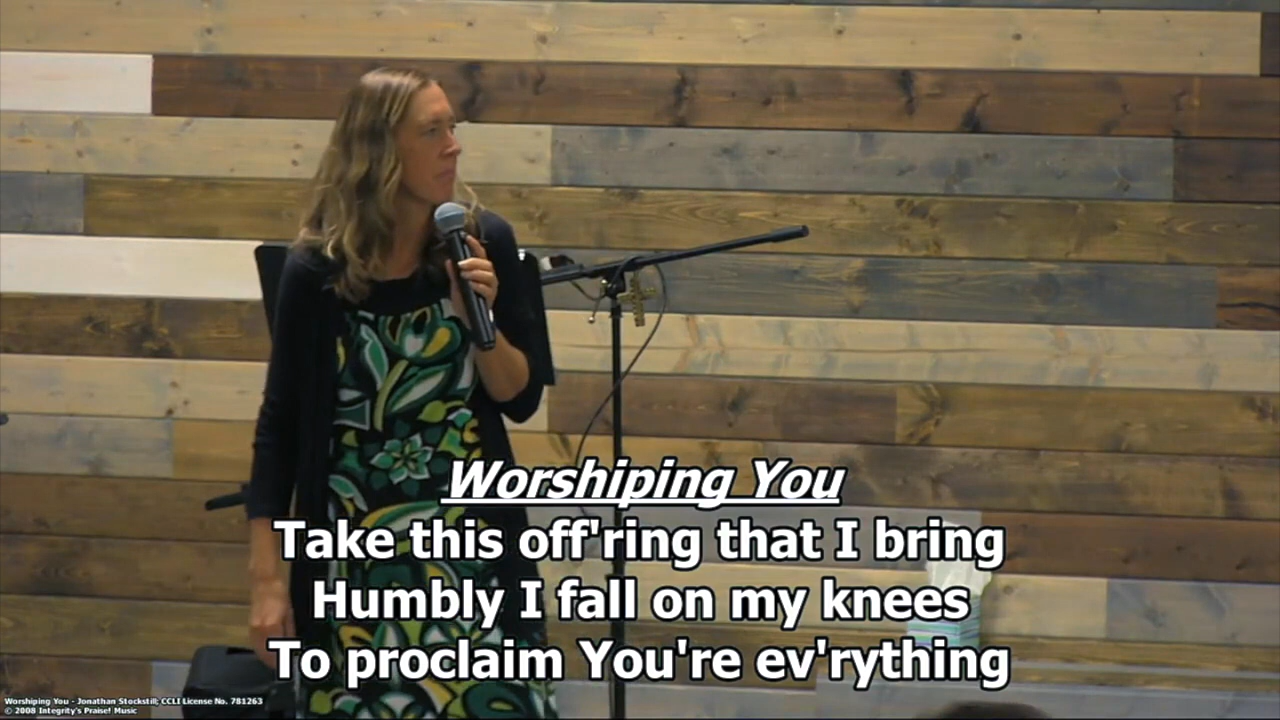 Worshiping You
Take this off'ring that I bring
Humbly I fall on my knees
To proclaim You're ev'rything
Worshiping You - Jonathan Stockstill; CCLI License No. 781263
© 2008 Integrity's Praise! Music